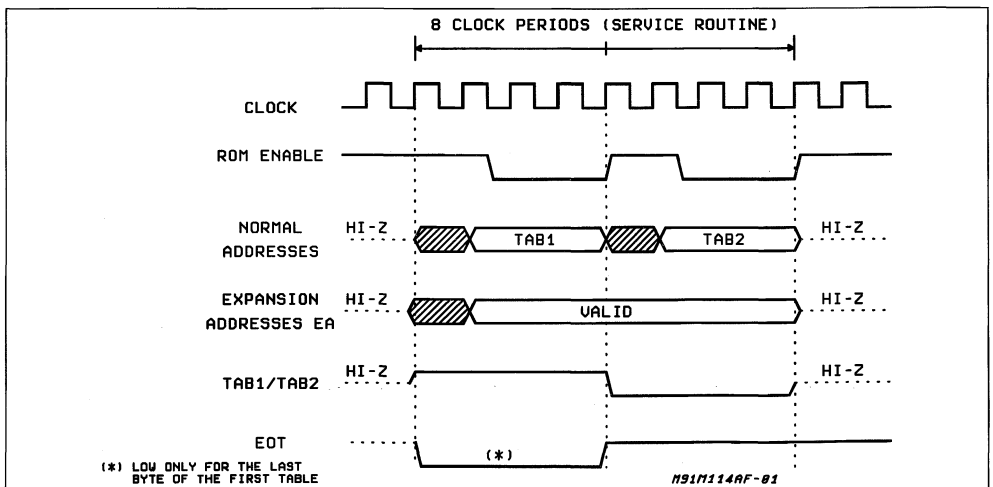 8 CLOCK PERIODS (SERVICE ROUTINE)
CLOCK
ROM ENABLE
NORMAL ADDRESSES
HI-Z
TAB1
TAB2
HI-Z
EXPANSION ADDRESSES EA
HI-Z
VALID
HI-Z
TAB1/TAB2
HI-Z
HI-Z
EOT
(*)
(*) LOW ONLY FOR THE LAST
BYTE OF THE FIRST TABLE
M91M114AF-01